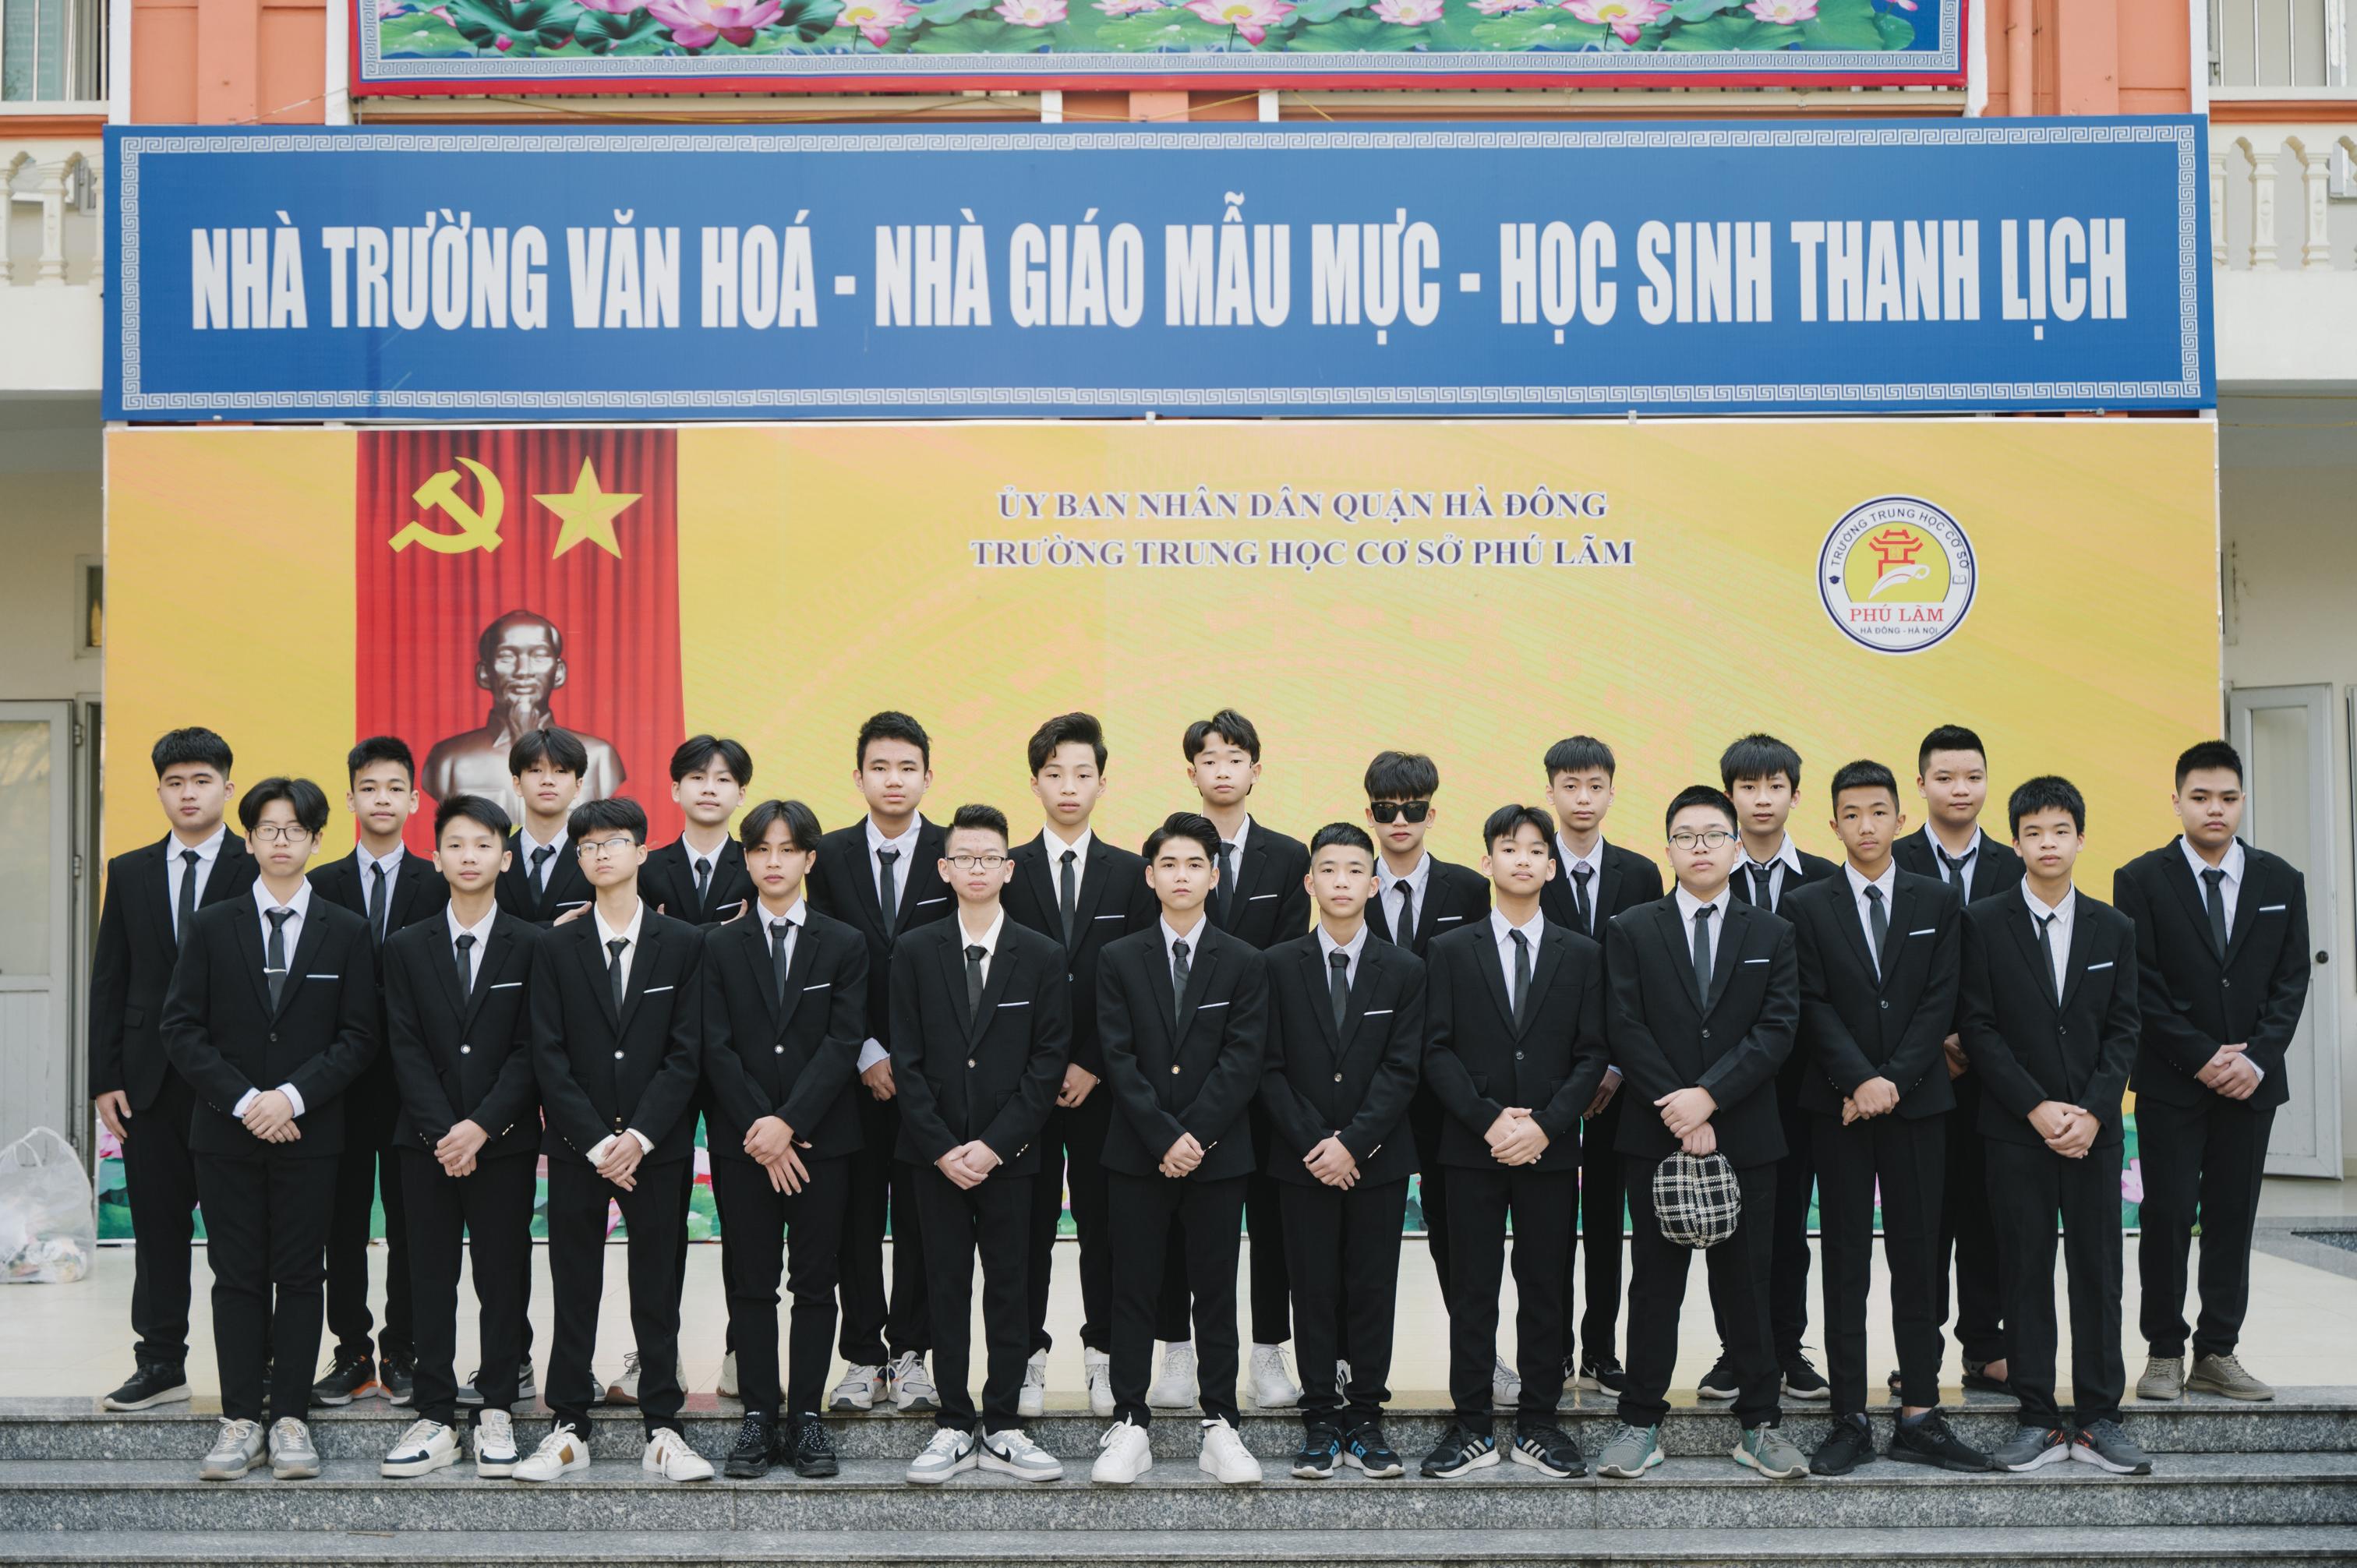 NHÀ TRƯỜNG VĂN HOÁ - NHÀ GIÁO MẪU MỰC - HỌC SINH THANH LỊCH
ỦY BAN NHÂN DÂN QUẬN HÀ ĐÔNG
TRƯỜNG TRUNG HỌC CƠ SỞ PHÚ LÃM
TRƯỜNG TRUNG HỌC CƠ SỞ
PHÚ LÃM
HÀ ĐÔNG - HÀ NỘI